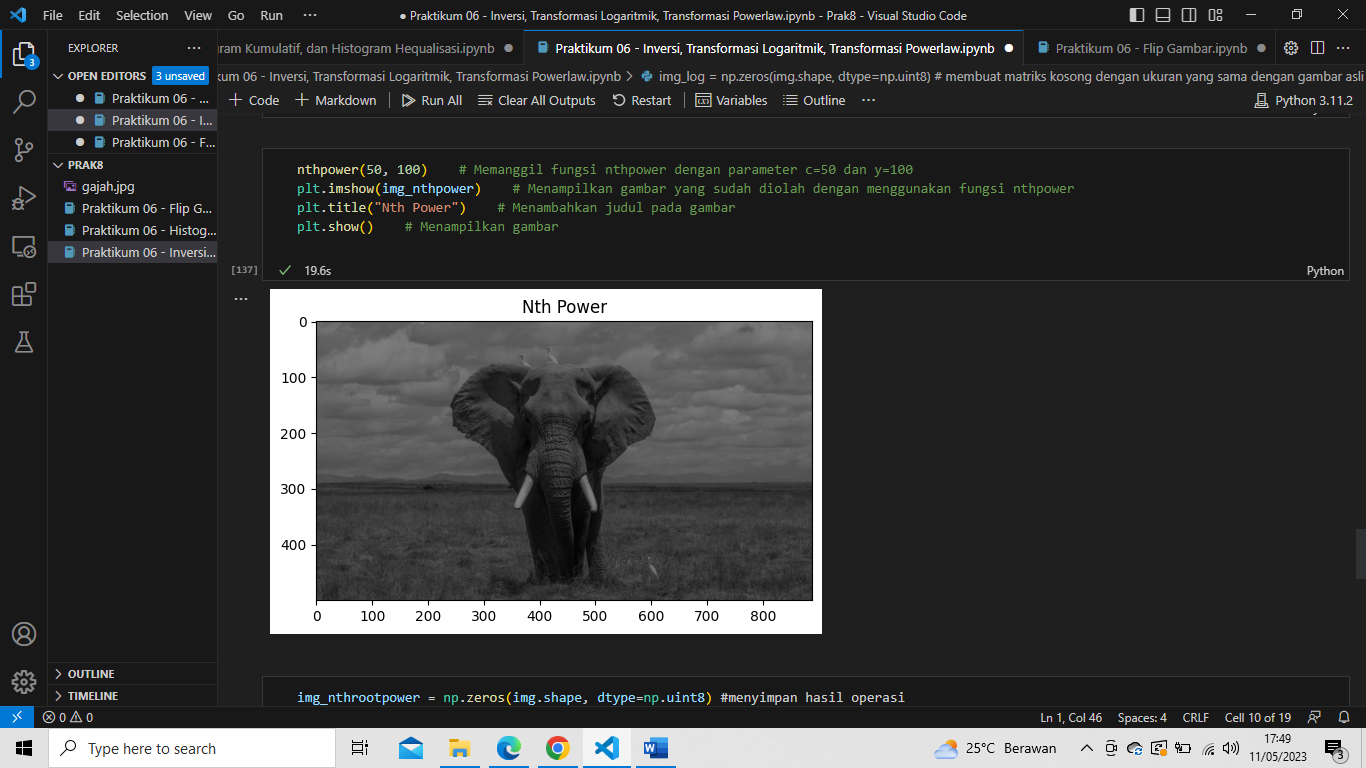 File Edit Selection View Go Run ···
● Praktikum 06 - Inversi, Transformasi Logaritmik, Transformasi Powerlaw.ipynb - Prak8 - Visual Studio Code
3
EXPLORER ···
ram Kumulatif, dan Histogram Hequalisasi.ipynb ●
Praktikum 06 - Inversi, Transformasi Logaritmik, Transformasi Powerlaw.ipynb ●
Praktikum 06 - Flip Gambar.ipynb ●
OPEN EDITORS 3 unsaved
kum 06 - Inversi, Transformasi Logaritmik, Transformasi Powerlaw.ipynb > img_log = np.zeros(img.shape, dtype=np.uint8) # membuat matriks kosong dengan ukuran yang sama dengan gambar asli
● Praktikum 06 - ...
● Praktikum 06 - I...
● Praktikum 06 - F...
+ Code + Markdown Run All Clear All Outputs Restart Variables Outline ··· Python 3.11.2
PRAK8
gajah.jpg
Praktikum 06 - Flip G...
Praktikum 06 - Histog...
Praktikum 06 - Inversi...
nthpower(50, 100) # Memanggil fungsi nthpower dengan parameter c=50 dan y=100
plt.imshow(img_nthpower) # Menampilkan gambar yang sudah diolah dengan menggunakan fungsi nthpower
plt.title("Nth Power") # Menambahkan judul pada gambar
plt.show() # Menampilkan gambar
[137] ✓ 19.6s Python
···
Nth Power
0
100
200
300
400
0 100 200 300 400 500 600 700 800
img_nthrootpower = np.zeros(img.shape, dtype=np.uint8) #menyimpan hasil operasi
OUTLINE
TIMELINE
0 0 Ln 1, Col 46 Spaces: 4 CRLF Cell 10 of 19
Type here to search
25°C Berawan
17:49
11/05/2023
3